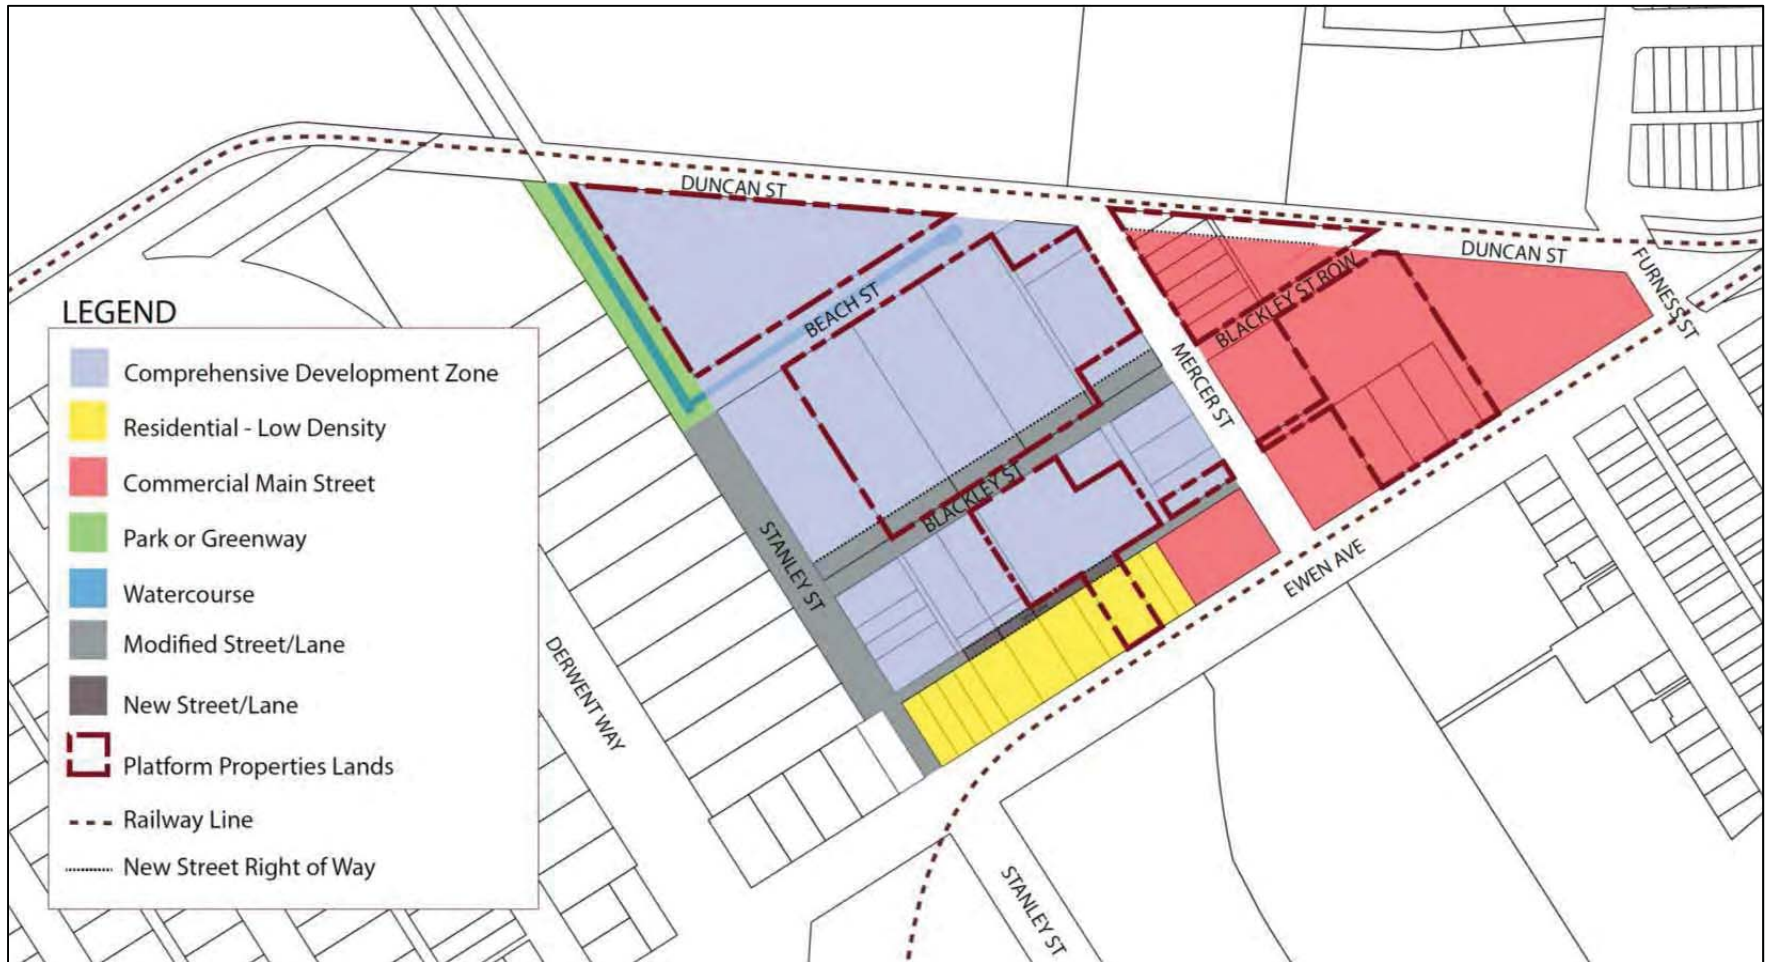 DUNCAN ST
DUNCAN ST
FURNESS ST
BEACH ST
BLACKLEY ST ROW
MERCER ST
BLACKLEY ST
STANLEY ST
EWEN AVE
DERWENT WAY
STANLEY ST
LEGEND
Comprehensive Development Zone
Residential - Low Density
Commercial Main Street
Park or Greenway
Watercourse
Modified Street/Lane
New Street/Lane
Platform Properties Lands
Railway Line
New Street Right of Way